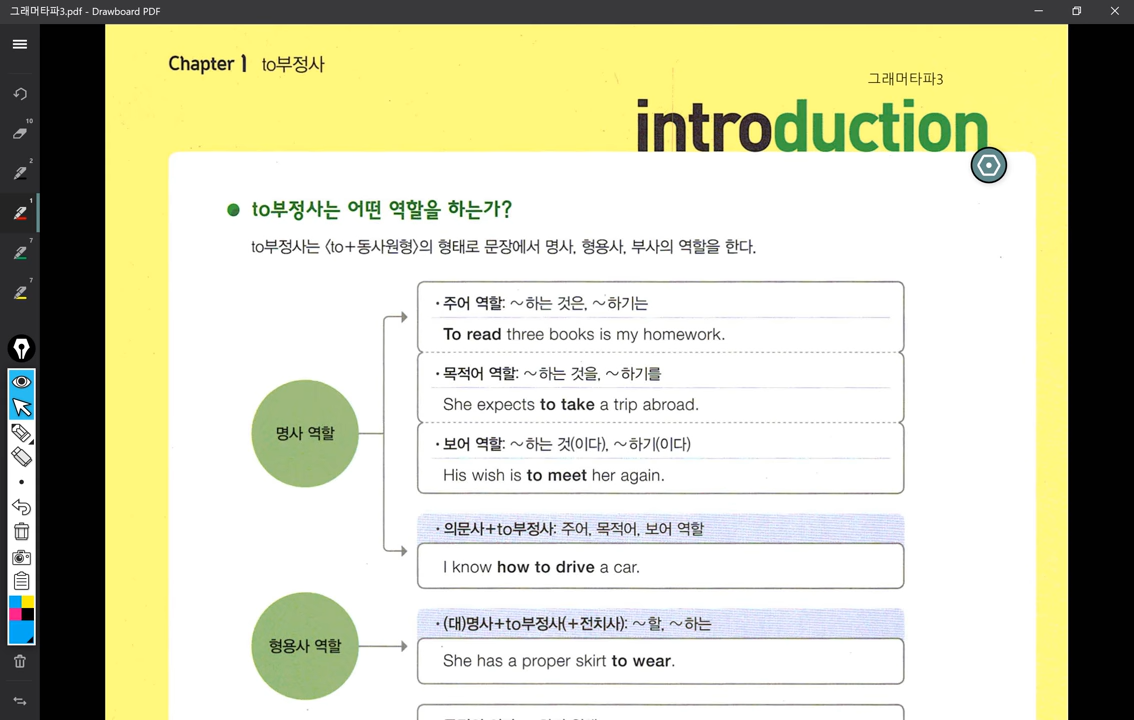 그래머타파3.pdf - Drawboard PDF
Chapter 1 to부정사
그래머타파3
introduction
10
2
1
7
7
to부정사는 어떤 역할을 하는가?
to부정사는 〈to+동사원형〉의 형태로 문장에서 명사, 형용사, 부사의 역할을 한다.
명사 역할
· 주어 역할: ~하는 것은, ~하기는
To read three books is my homework.
· 목적어 역할: ~하는 것을, ~하기를
She expects to take a trip abroad.
· 보어 역할: ~하는 것(이다), ~하기(이다)
His wish is to meet her again.
· 의문사+to부정사: 주어, 목적어, 보어 역할
I know how to drive a car.
형용사 역할
· (대)명사+to부정사(+전치사): ~할, ~하는
She has a proper skirt to wear.